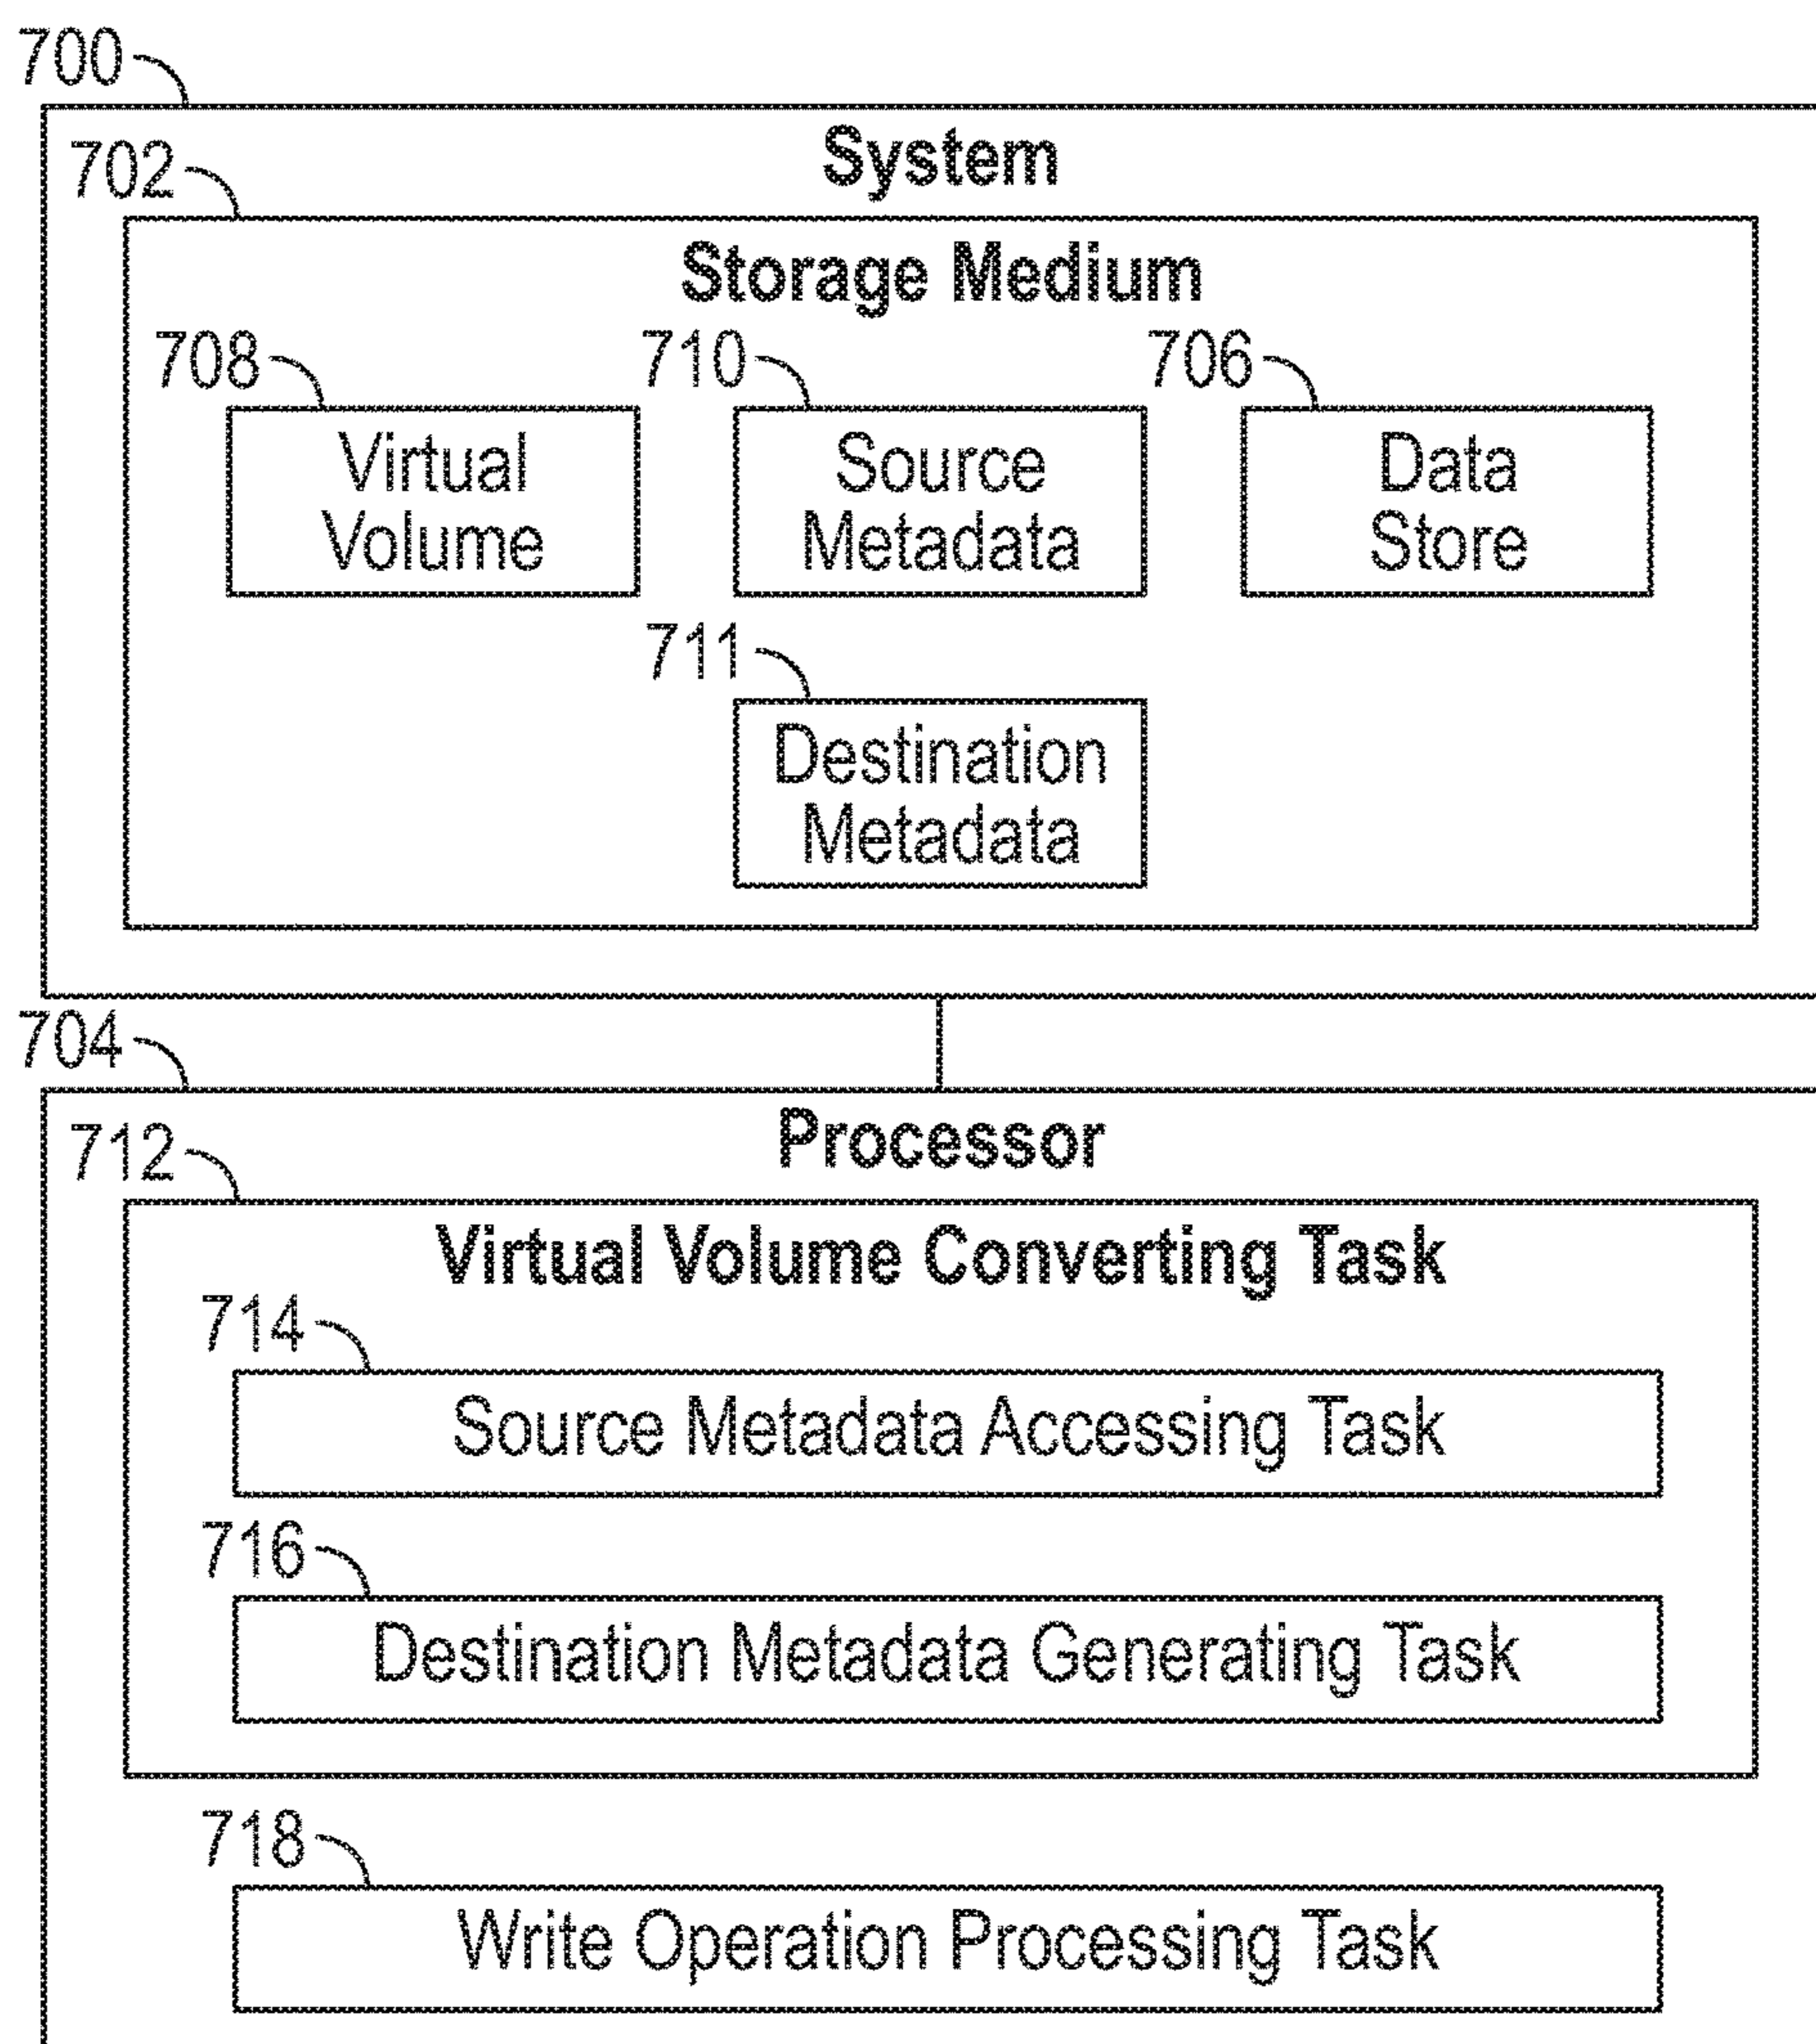 700
System
702
Storage Medium
708
710
706
Virtual
Volume
Source
Metadata
Data
Store
711
Destination
Metadata
704
Processor
712
Virtual Volume Converting Task
714
Source Metadata Accessing Task
716
Destination Metadata Generating Task
718
Write Operation Processing Task